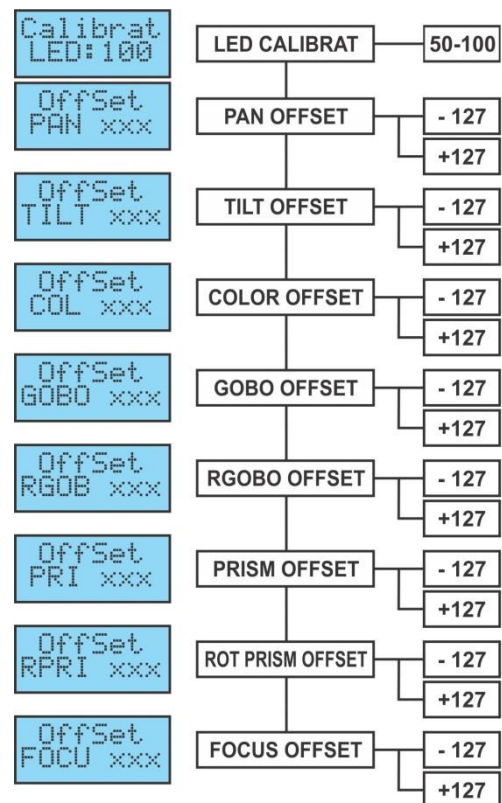 Calibrat
LED:100
LED CALIBRAT
50-100
OffSet
PAN xxx
PAN OFFSET
- 127
+127
OffSet
TILT xxx
TILT OFFSET
- 127
+127
OffSet
COL xxx
COLOR OFFSET
- 127
+127
OffSet
GOBO xxx
GOBO OFFSET
- 127
+127
OffSet
RGOB xxx
RGOBO OFFSET
- 127
+127
OffSet
PRI xxx
PRISM OFFSET
- 127
+127
OffSet
RPRI xxx
ROT PRISM OFFSET
- 127
+127
OffSet
FOCU xxx
FOCUS OFFSET
- 127
+127